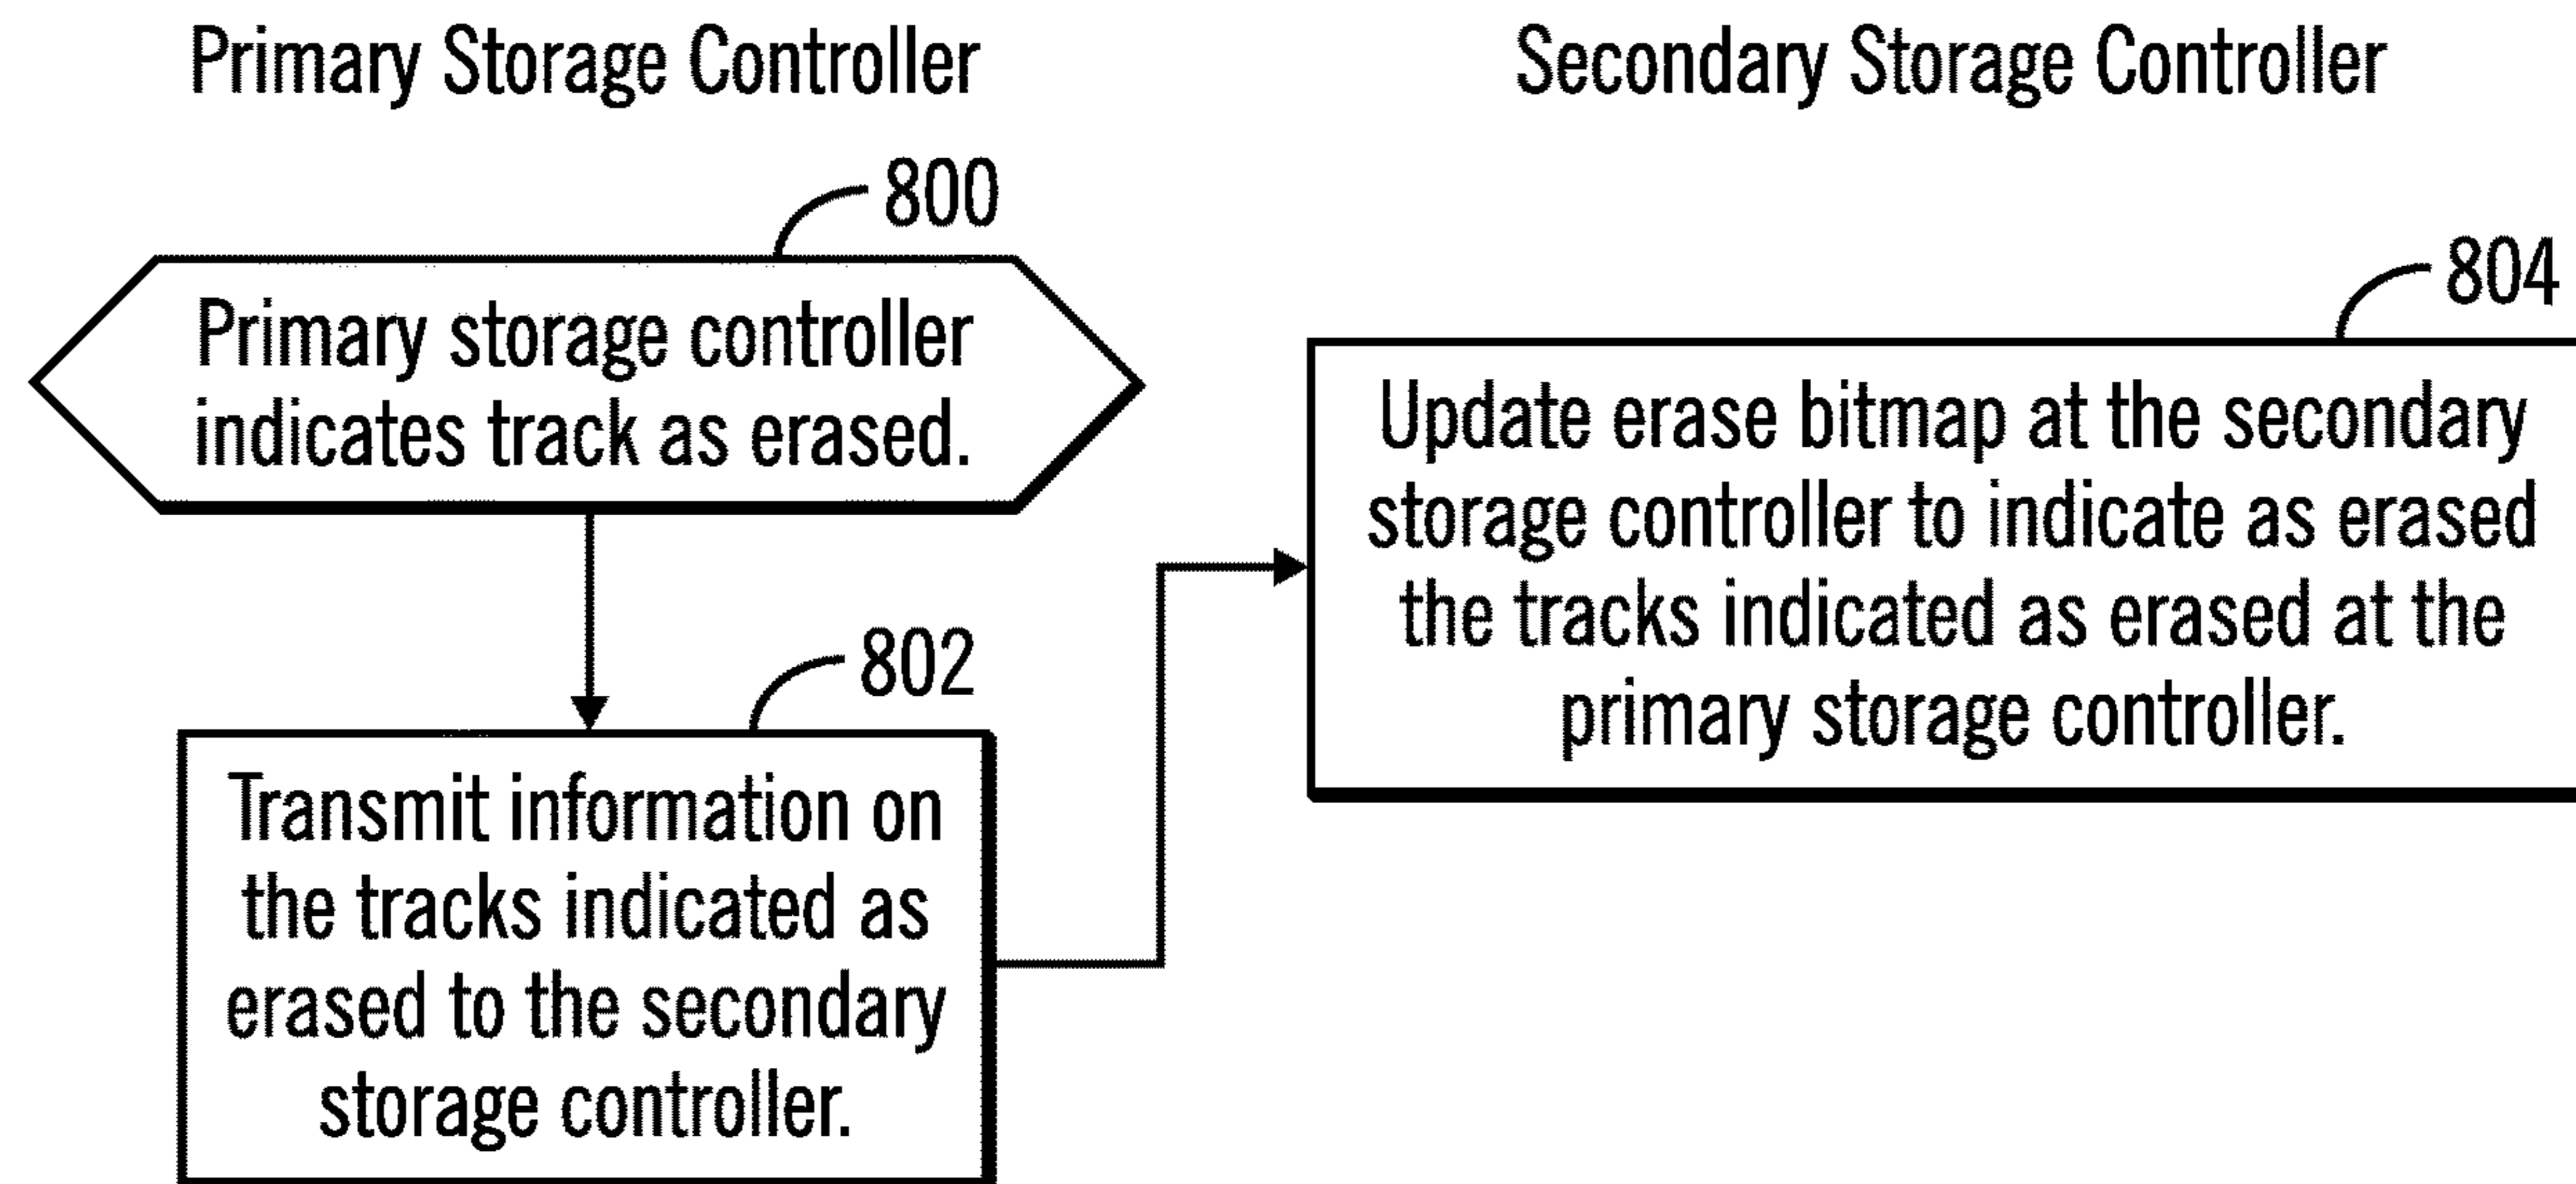 Primary Storage Controller
800
Primary storage controller
indicates track as erased.
802
Transmit information on
the tracks indicated as
erased to the secondary
storage controller.
Secondary Storage Controller
804
Update erase bitmap at the secondary
storage controller to indicate as erased
the tracks indicated as erased at the
primary storage controller.